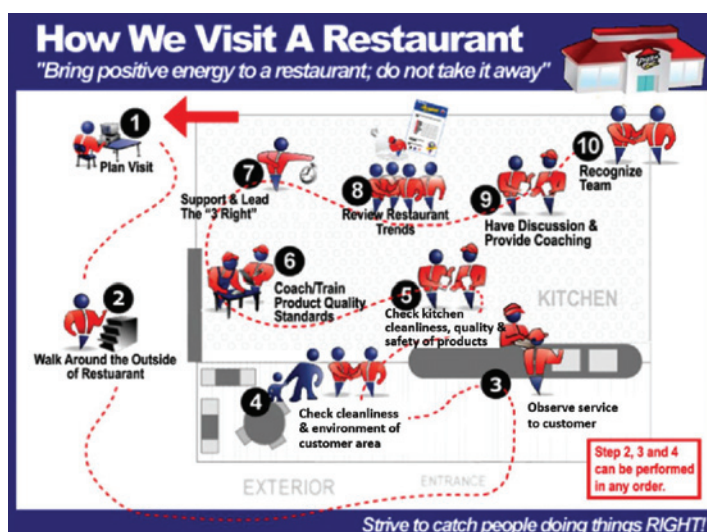 How We Visit A Restaurant
"Bring positive energy to a restaurant; do not take it away"
1
Plan Visit
2
Walk Around the Outside
of Restuarant
3
Observe service
to customer
4
Check cleanliness
& environment of
customer area
5
Check kitchen
cleanliness, quality &
safety of products
6
Coach/Train
Product Quality
Standards
7
Support & Lead
The "3 Right"
8
Review Restaurant
Trends
9
Have Discussion &
Provide Coaching
10
Recognize
Team
KITCHEN
EXTERIOR
ENTRANCE
Step 2, 3 and 4
can be performed
in any order.
Strive to catch people doing things RIGHT!